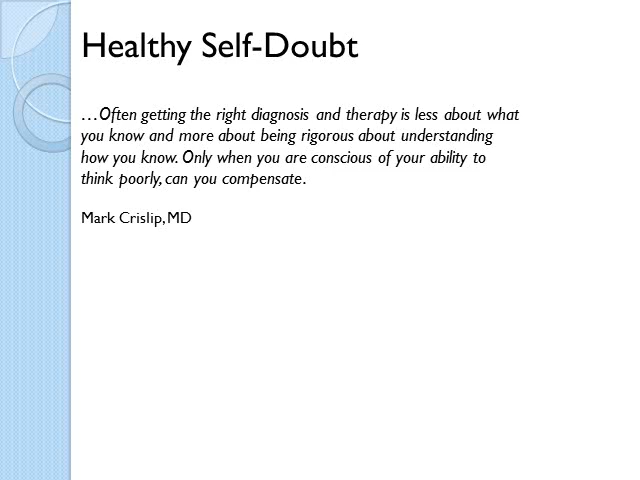 Healthy Self-Doubt
…Often getting the right diagnosis and therapy is less about what
you know and more about being rigorous about understanding
how you know. Only when you are conscious of your ability to
think poorly, can you compensate.
Mark Crislip, MD